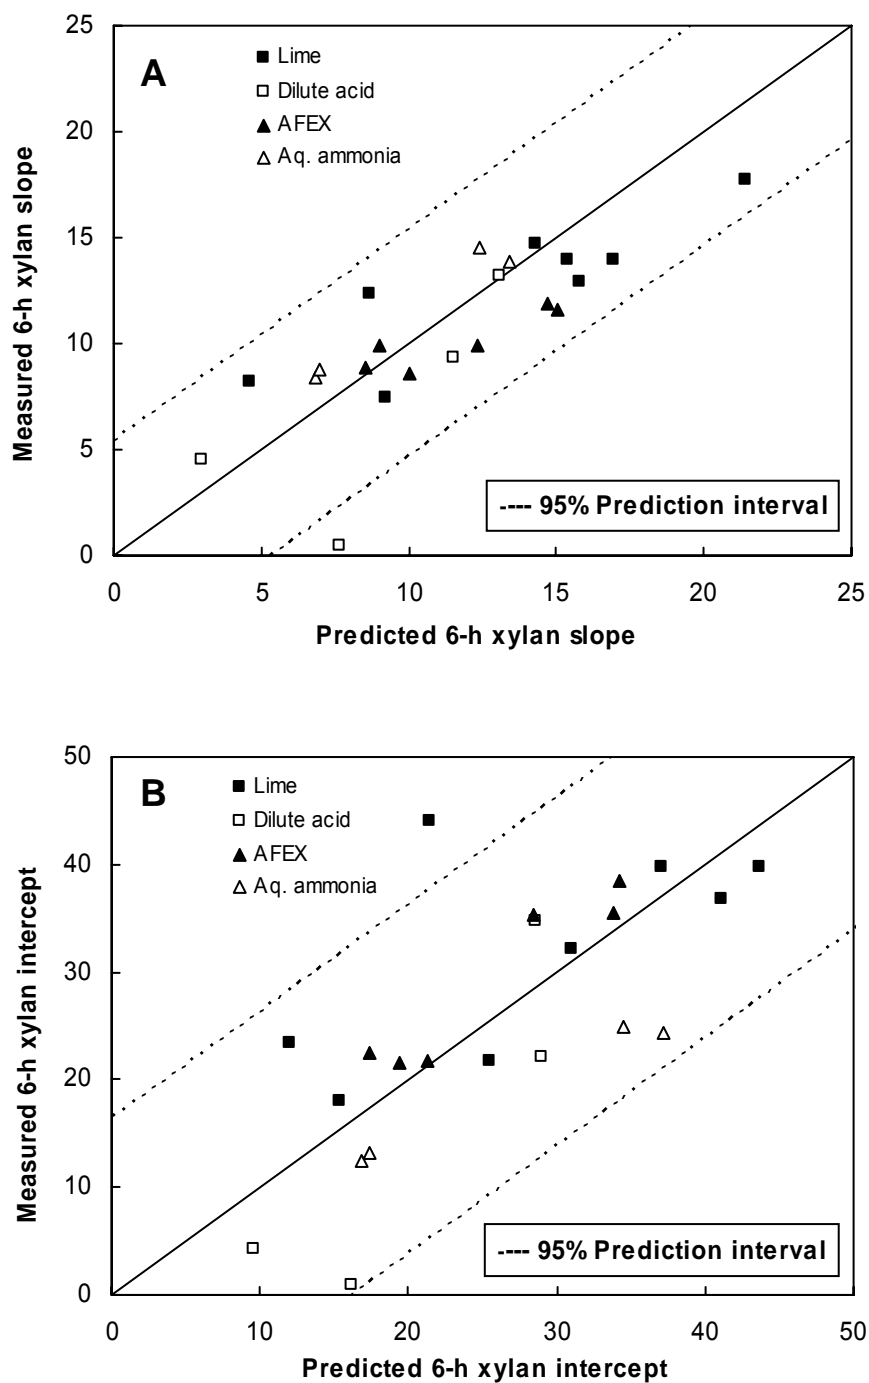 25
A
Lime
Dilute acid
AFEX
Aq. ammonia
20
15
10
5
0
Measured 6-h xylan slope
---- 95% Prediction interval
0 5 10 15 20 25
Predicted 6-h xylan slope
50
B
Lime
Dilute acid
AFEX
Aq. ammonia
40
30
20
10
0
Measured 6-h xylan intercept
---- 95% Prediction interval
0 10 20 30 40 50
Predicted 6-h xylan intercept